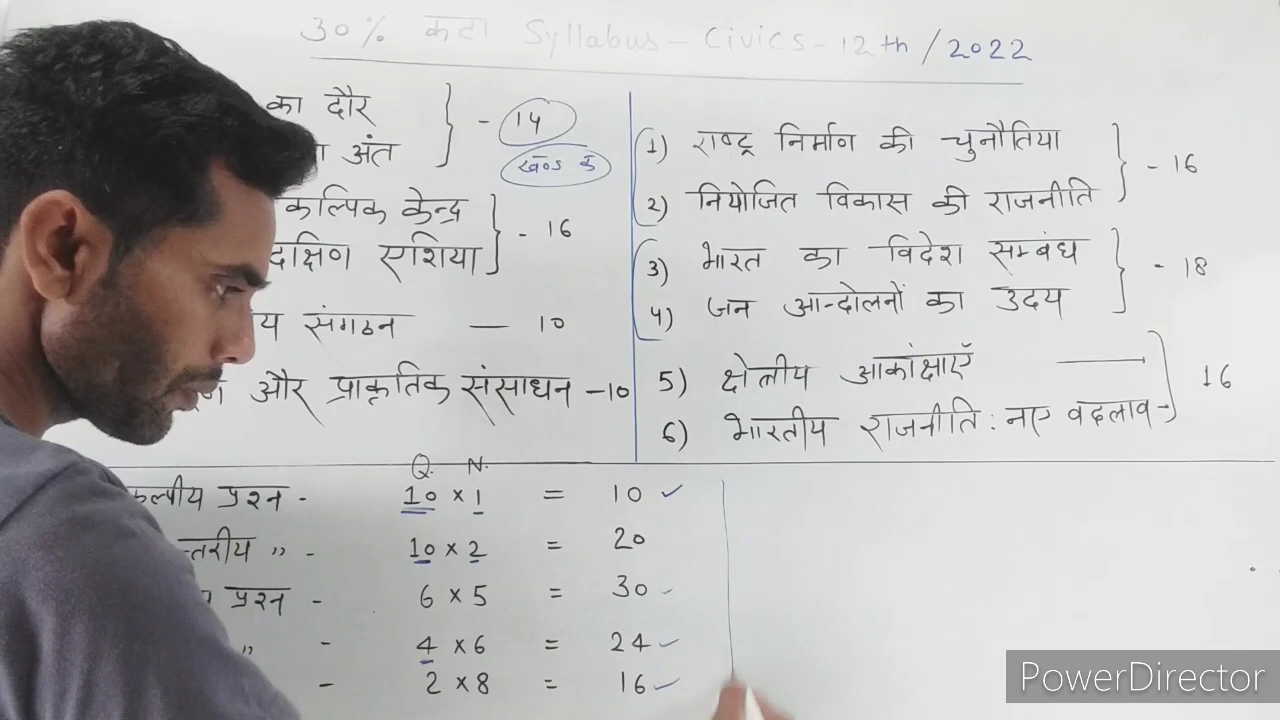 30% कटा Syllabus - Civics - 12th / 2022
का दौर
अंत
- 14
खण्ड क
कल्पिक केन्द्र
दक्षिण एशिया
- 16
य संगठन — 10
और प्राकृतिक संसाधन - 10
1) राष्ट्र निर्माण की चुनौतिया
2) नियोजित विकास की राजनीति
- 16
3) भारत का विदेश सम्बंध
4) जन आन्दोलनों का उदय
- 18
5) क्षेत्रीय आकांक्षाएँ
6) भारतीय राजनीति : नए वदलाव
16
Q. N.
कल्पीय प्रश्न - 10 × 1 = 10 ✓
न्तरीय " - 10 × 2 = 20
प्रश्न - 6 × 5 = 30 ✓
" - 4 × 6 = 24 ✓
- 2 × 8 = 16 ✓
PowerDirector